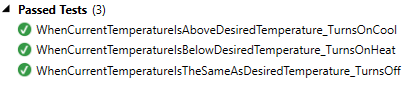 Passed Tests (3)
WhenCurrentTemperatureIsAboveDesiredTemperature_TurnsOnCool
WhenCurrentTemperatureIsBelowDesiredTemperature_TurnsOnHeat
WhenCurrentTemperatureIsTheSameAsDesiredTemperature_TurnsOff